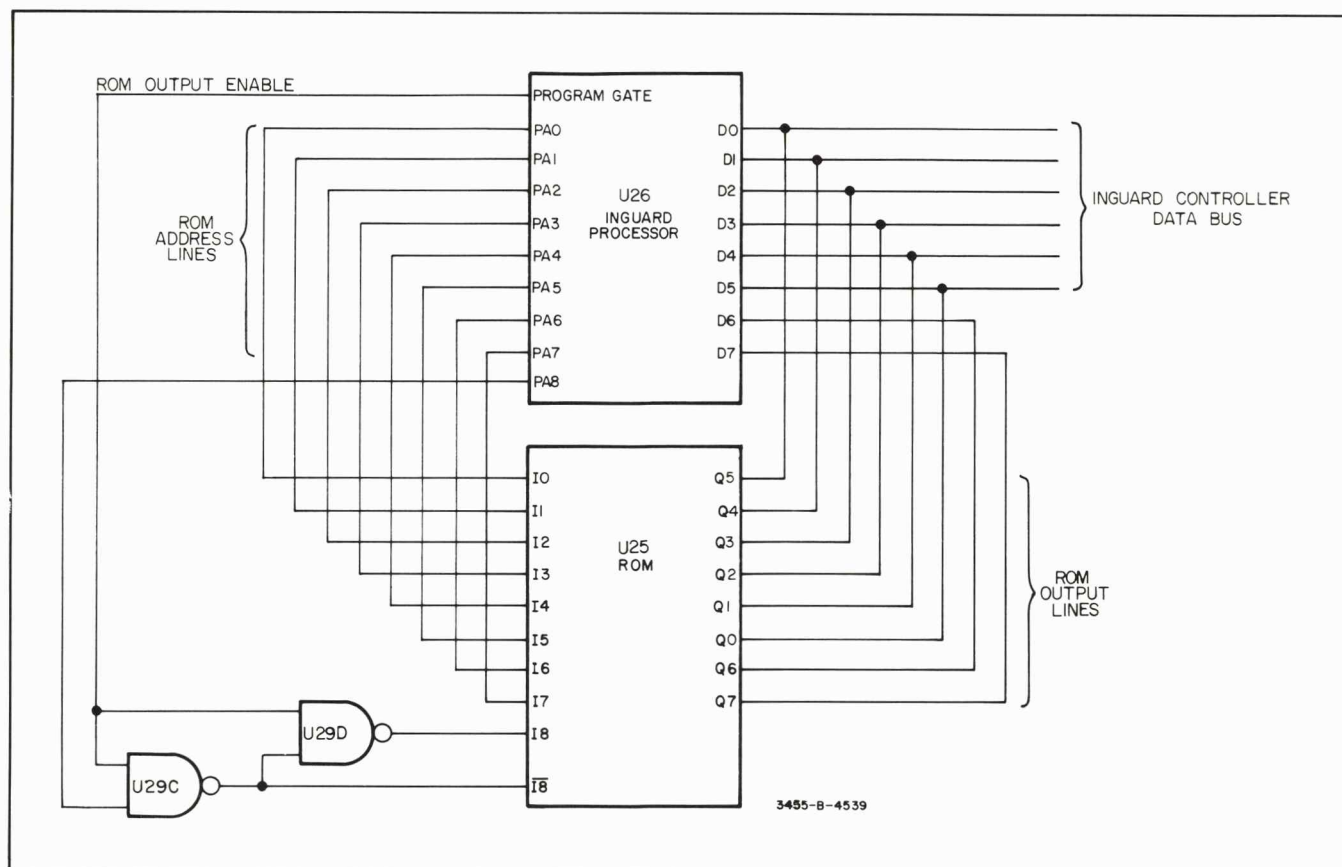 ROM OUTPUT ENABLE
PROGRAM GATE
PA0
PA1
PA2
PA3
PA4
PA5
PA6
PA7
PA8
ROM
ADDRESS
LINES
U26
INGUARD
PROCESSOR
D0
D1
D2
D3
D4
D5
D6
D7
INGUARD CONTROLLER
DATA BUS
I0
I1
I2
I3
I4
I5
I6
I7
I8
I8
U25
ROM
Q5
Q4
Q3
Q2
Q1
Q0
Q6
Q7
ROM
OUTPUT
LINES
U29D
U29C
3455-B-4539